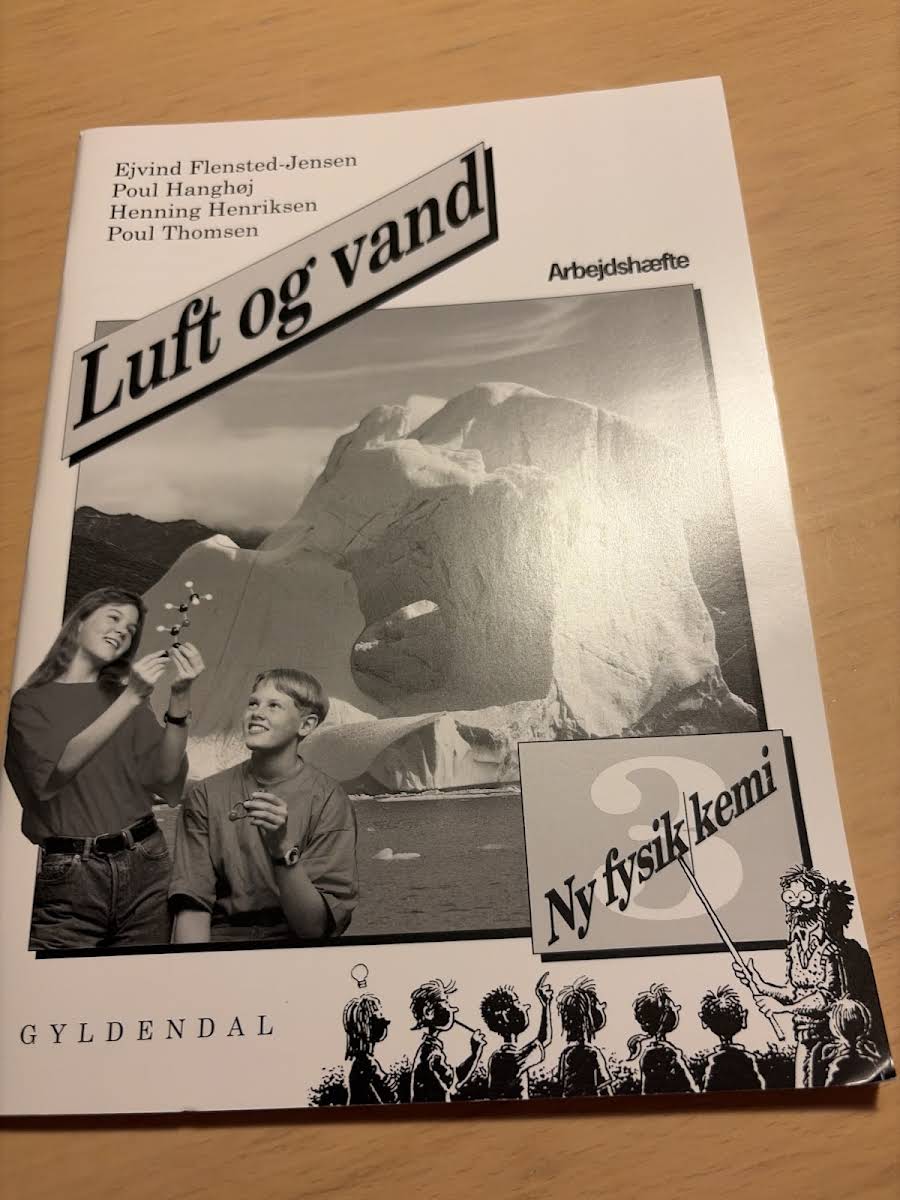 Ejvind Flensted-Jensen
Poul Hanghøj
Henning Henriksen
Poul Thomsen
Luft og vand
Arbejdshæfte
3
Ny fysik kemi
GYLDENDAL